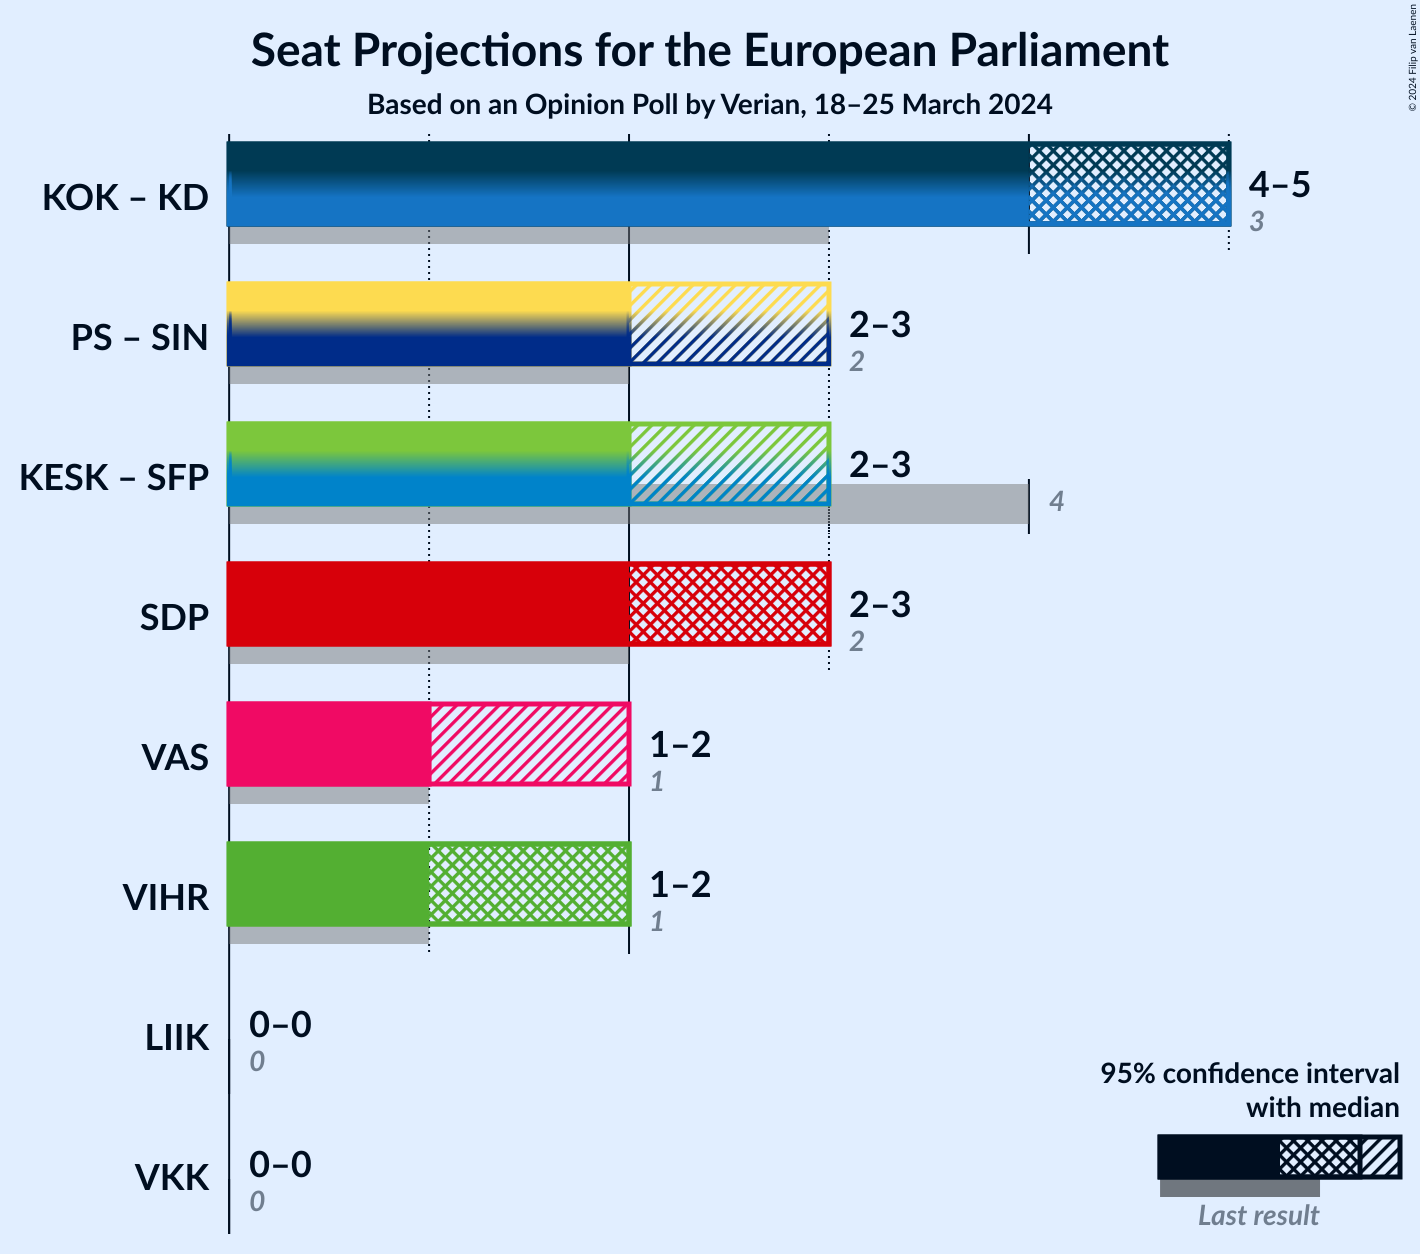 Seat Projections for the European Parliament
Based on an Opinion Poll by Verian, 18–25 March 2024
© 2024 Filip van Laenen
KOK – KD
4–5
3
PS – SIN
2–3
2
KESK – SFP
2–3
4
SDP
2–3
2
VAS
1–2
1
VIHR
1–2
1
LIIK
0–0
0
VKK
0–0
0
95% confidence interval
with median
Last result